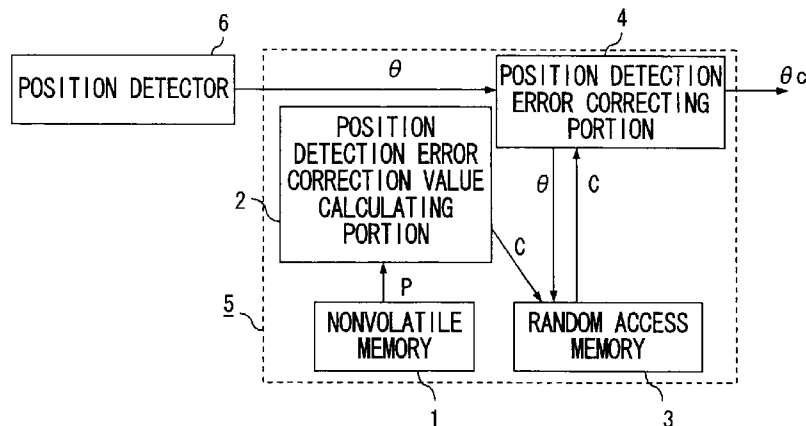 6
POSITION DETECTOR
θ
4
POSITION DETECTION
ERROR CORRECTING
PORTION
θc
2
POSITION
DETECTION ERROR
CORRECTION VALUE
CALCULATING
PORTION
θ
C
C
P
5
NONVOLATILE
MEMORY
RANDOM ACCESS
MEMORY
1
3